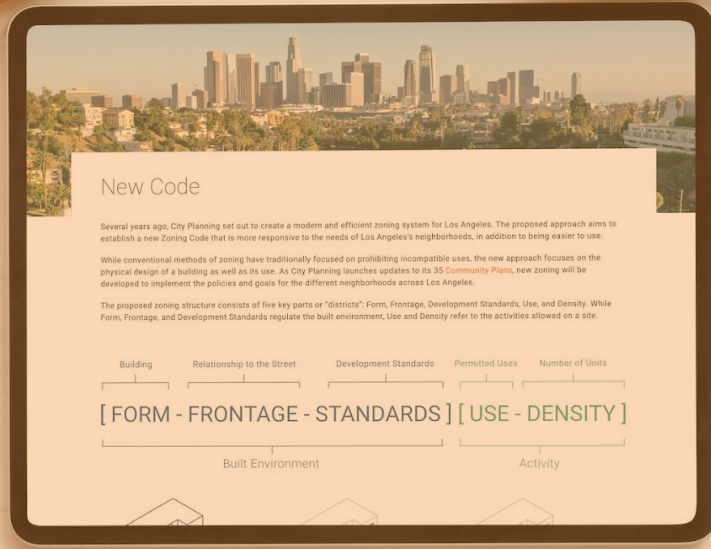 New Code
Several years ago, City Planning set out to create a modern and efficient zoning system for Los Angeles. The proposed approach aims to
establish a new Zoning Code that is more responsive to the needs of Los Angeles's neighborhoods, in addition to being easier to use.
While conventional methods of zoning have traditionally focused on prohibiting incompatible uses, the new approach focuses on the
physical design of a building as well as its use. As City Planning launches updates to its 35 Community Plans, new zoning will be
developed to implement the policies and goals for the different neighborhoods across Los Angeles.
The proposed zoning structure consists of five key parts or "districts": Form, Frontage, Development Standards, Use, and Density. While
Form, Frontage, and Development Standards regulate the built environment, Use and Density refer to the activities allowed on a site.
Building Relationship to the Street Development Standards Permitted Uses Number of Units
[ FORM - FRONTAGE - STANDARDS ] [ USE - DENSITY ]
Built Environment Activity